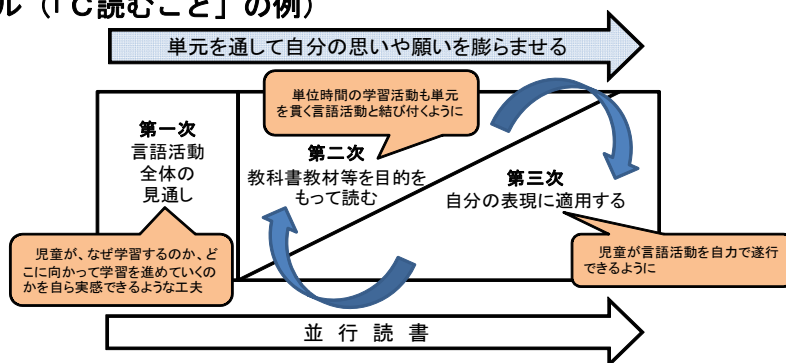 ル（「Ｃ読むこと」の例）
単元を通して自分の思いや願いを膨らませる
単位時間の学習活動も単元
を貫く言語活動と結び付くように
第一次
言語活動
全体の
見通し
第二次
教科書教材等を目的を
もって読む
第三次
自分の表現に適用する
児童が、なぜ学習するのか、ど
こに向かって学習を進めていくの
かを自ら実感できるような工夫
児童が言語活動を自力で遂行
できるように
並 行 読 書